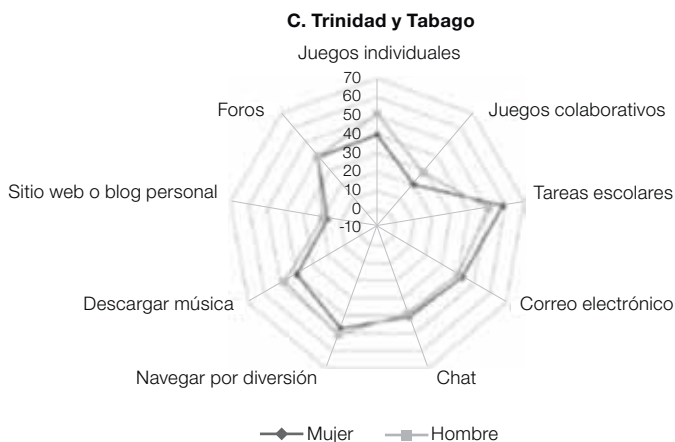 C. Trinidad y Tabago
Juegos individuales
70
60
50
40
30
20
10
0
-10
Foros
Juegos colaborativos
Sitio web o blog personal
Tareas escolares
Descargar música
Correo electrónico
Navegar por diversión
Chat
Mujer
Hombre